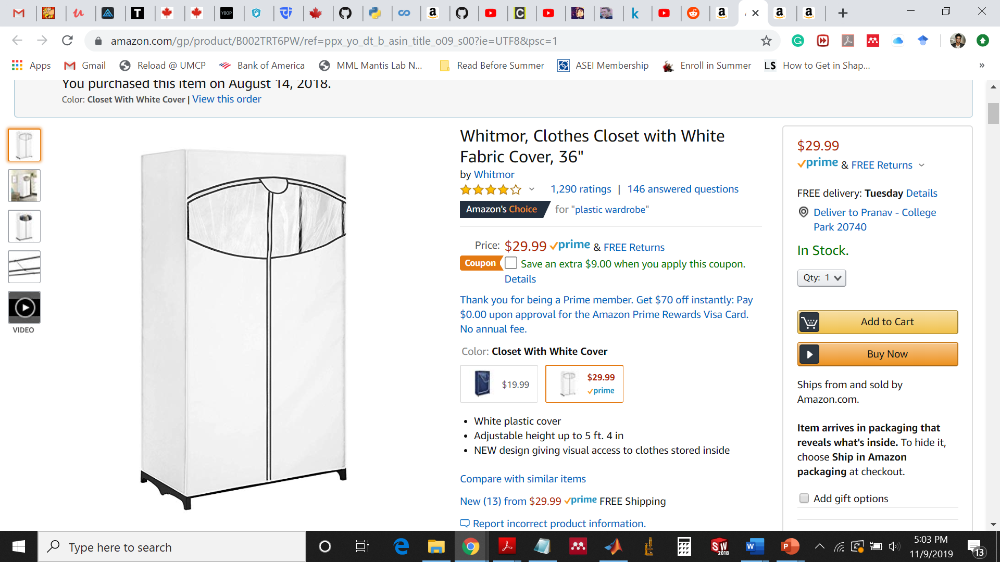 YBOP
amazon.com/gp/product/B002TRT6PW/ref=ppx_yo_dt_b_asin_title_o09_s00?ie=UTF8&psc=1
Apps Gmail Reload @ UMCP Bank of America MML Mantis Lab N... Read Before Summer ASEI Membership Enroll in Summer LS How to Get in Shap... »
You purchased this item on August 14, 2018.
Color: Closet With White Cover | View this order
Whitmor, Clothes Closet with White
Fabric Cover, 36"
by Whitmor
1,290 ratings | 146 answered questions
Amazon's Choice for "plastic wardrobe"
Price: $29.99 prime & FREE Returns
Coupon Save an extra $9.00 when you apply this coupon.
Details
Thank you for being a Prime member. Get $70 off instantly: Pay
$0.00 upon approval for the Amazon Prime Rewards Visa Card.
No annual fee.
Color: Closet With White Cover
$19.99
$29.99
prime
• White plastic cover
• Adjustable height up to 5 ft. 4 in
• NEW design giving visual access to clothes stored inside
Compare with similar items
New (13) from $29.99 prime FREE Shipping
Report incorrect product information.
VIDEO
$29.99
prime & FREE Returns
FREE delivery: Tuesday Details
Deliver to Pranav - College
Park 20740
In Stock.
Qty: 1
Add to Cart
Buy Now
Ships from and sold by
Amazon.com.
Item arrives in packaging that
reveals what's inside. To hide it,
choose Ship in Amazon
packaging at checkout.
Add gift options
Type here to search
SW
2018
5:03 PM
11/9/2019
13